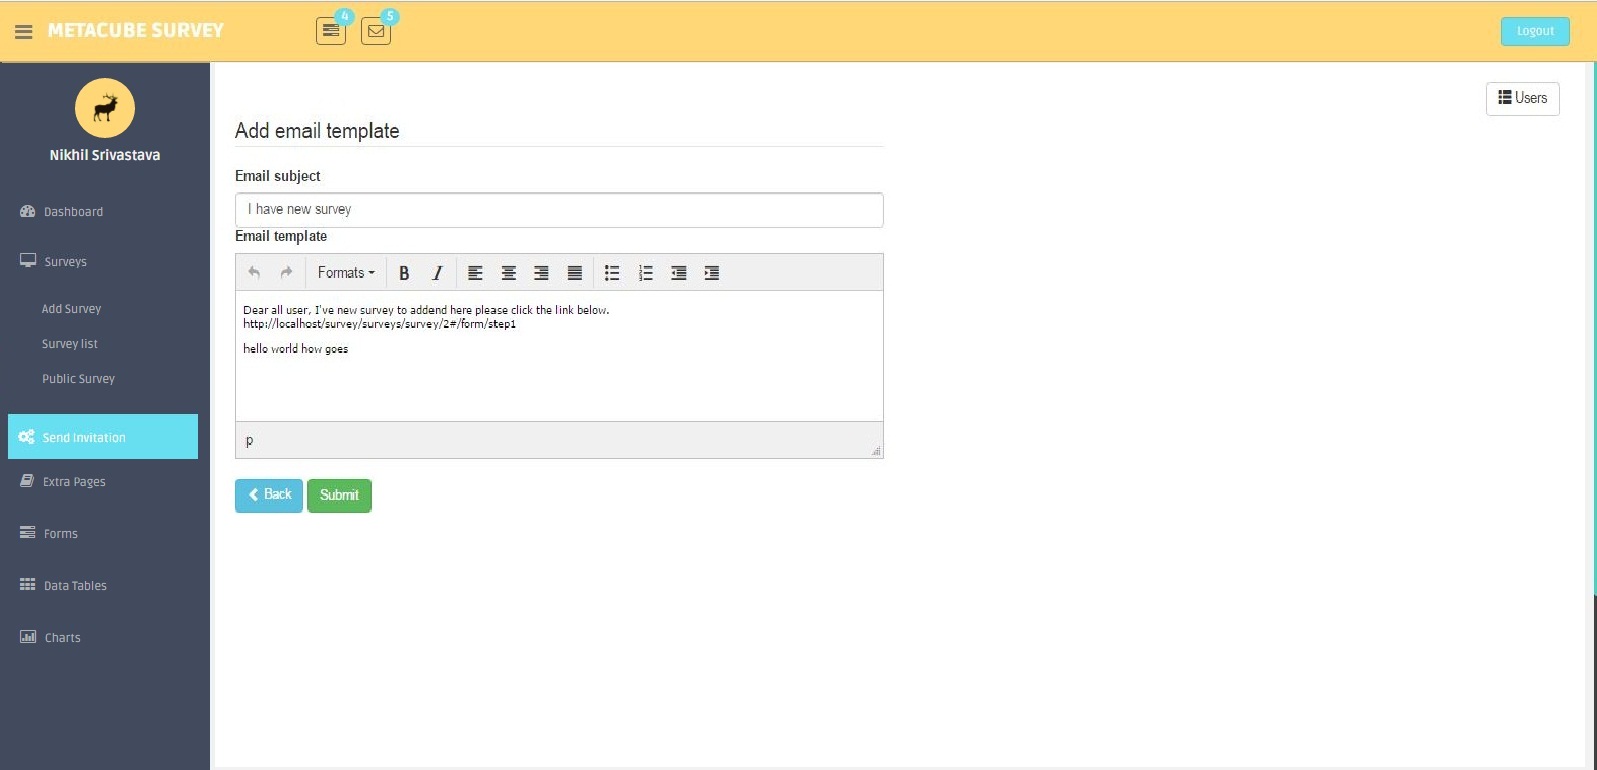 METACUBE SURVEY
4
5
Logout
Nikhil Srivastava
Dashboard
Surveys
Add Survey
Survey list
Public Survey
Send Invitation
Extra Pages
Forms
Data Tables
Charts
Users
Add email template
Email subject
I have new survey
Email template
Formats
B I
Dear all user, I've new survey to addend here please click the link below.
http://localhost/survey/surveys/survey/2#/form/step1
hello world how goes
p
Back Submit